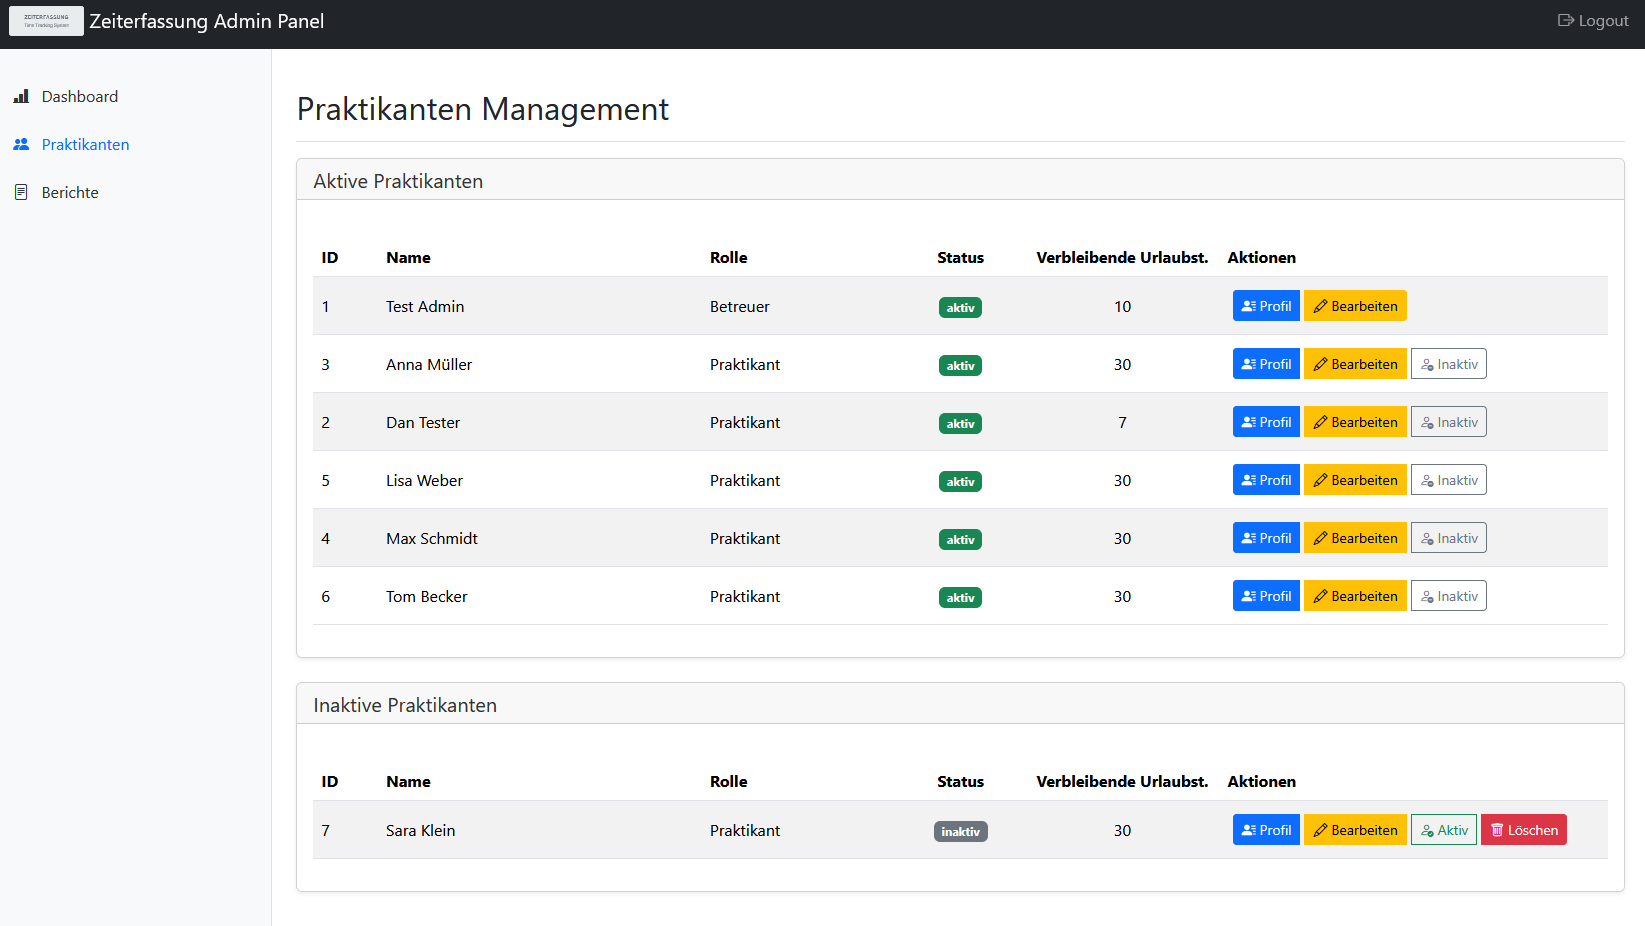 ZEITERFASSUNG
Time Tracking System
Zeiterfassung Admin Panel
Logout
Dashboard
Praktikanten
Berichte
Praktikanten Management
Aktive Praktikanten
ID Name Rolle Status Verbleibende Urlaubst. Aktionen
1 Test Admin Betreuer aktiv 10 Profil Bearbeiten
3 Anna Müller Praktikant aktiv 30 Profil Bearbeiten Inaktiv
2 Dan Tester Praktikant aktiv 7 Profil Bearbeiten Inaktiv
5 Lisa Weber Praktikant aktiv 30 Profil Bearbeiten Inaktiv
4 Max Schmidt Praktikant aktiv 30 Profil Bearbeiten Inaktiv
6 Tom Becker Praktikant aktiv 30 Profil Bearbeiten Inaktiv
Inaktive Praktikanten
ID Name Rolle Status Verbleibende Urlaubst. Aktionen
7 Sara Klein Praktikant inaktiv 30 Profil Bearbeiten Aktiv Löschen